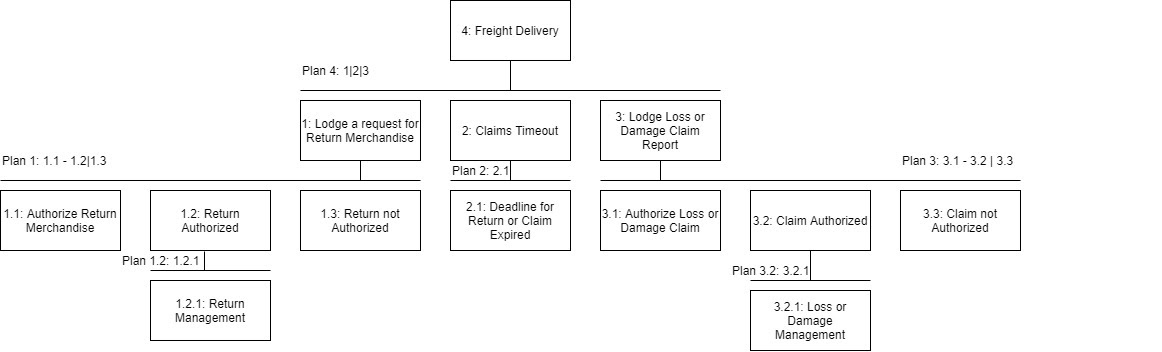 4: Freight Delivery
Plan 4: 1|2|3
1: Lodge a request for
Return Merchandise
2: Claims Timeout
3: Lodge Loss or
Damage Claim
Report
Plan 1: 1.1 - 1.2|1.3
Plan 2: 2.1
Plan 3: 3.1 - 3.2 | 3.3
1.1: Authorize Return
Merchandise
1.2: Return
Authorized
1.3: Return not
Authorized
2.1: Deadline for
Return or Claim
Expired
3.1: Authorize Loss or
Damage Claim
3.2: Claim Authorized
3.3: Claim not
Authorized
Plan 1.2: 1.2.1
Plan 3.2: 3.2.1
1.2.1: Return
Management
3.2.1: Loss or
Damage
Management